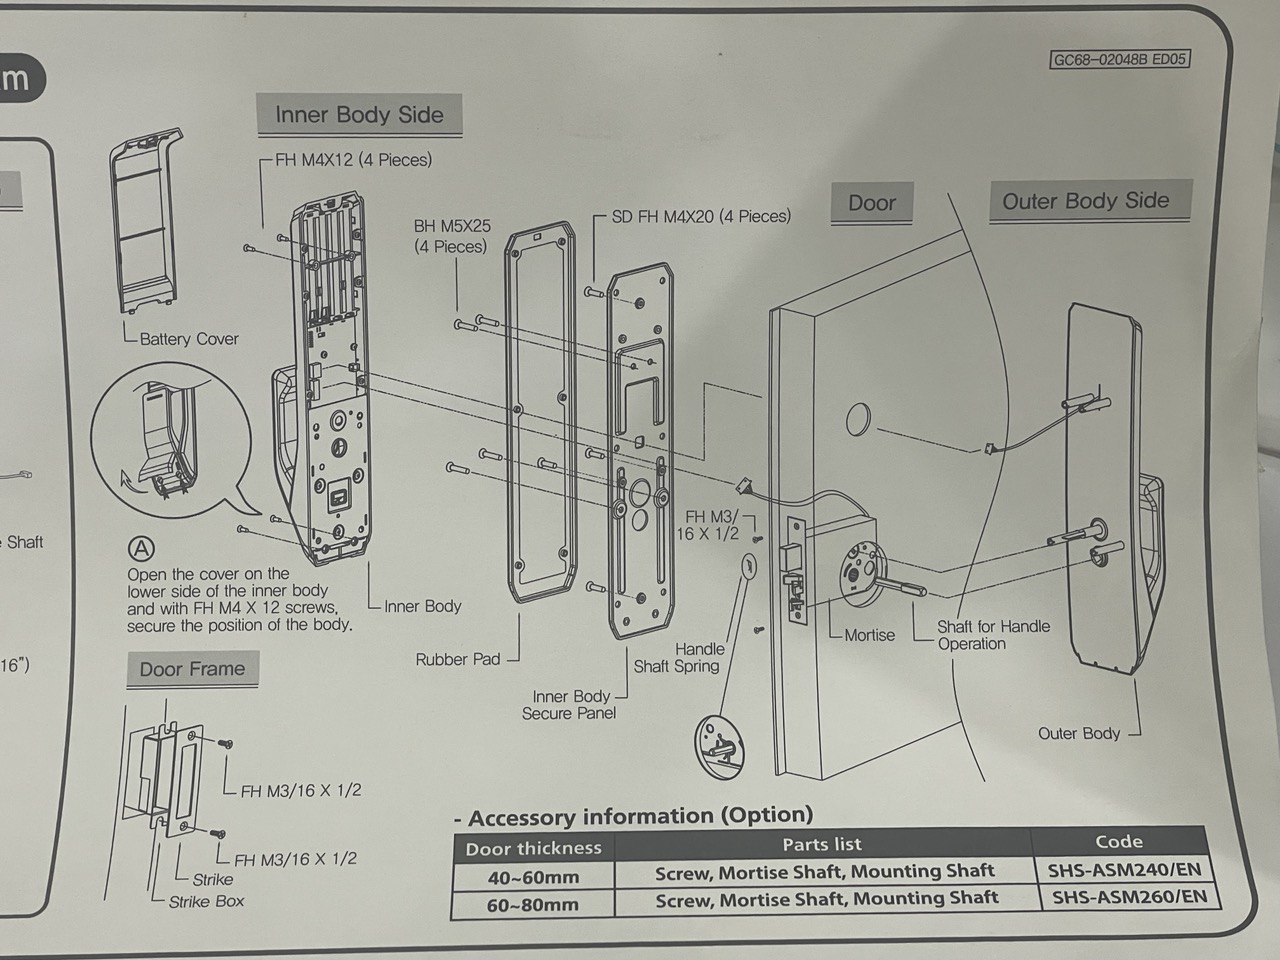 GC68-02048B ED05
Inner Body Side
FH M4X12 (4 Pieces)
BH M5X25
(4 Pieces)
SD FH M4X20 (4 Pieces)
Door
Outer Body Side
Battery Cover
FH M3/
16 X 1/2
Shaft
A
Open the cover on the
lower side of the inner body
and with FH M4 X 12 screws,
secure the position of the body.
Inner Body
Rubber Pad
Handle
Shaft Spring
Inner Body
Secure Panel
Mortise
Shaft for Handle
Operation
Outer Body
16")
Door Frame
FH M3/16 X 1/2
FH M3/16 X 1/2
Strike
Strike Box
- Accessory information (Option)
Door thickness Parts list Code
40~60mm Screw, Mortise Shaft, Mounting Shaft SHS-ASM240/EN
60~80mm Screw, Mortise Shaft, Mounting Shaft SHS-ASM260/EN